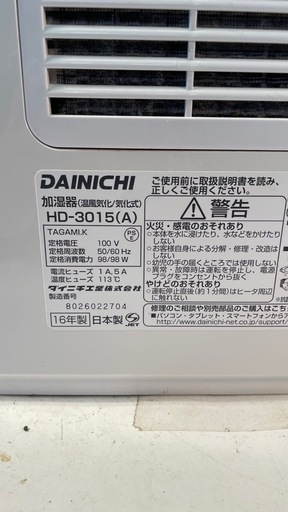 DAINICHI
加湿器(温風気化/気化式)
HD-3015(A)
TAGAMLK
PS
E
定格電圧 100 V
定格周波数 50/60 Hz
定格消費電力 98/98 W
電流ヒューズ 1 A, 5 A
温度ヒューズ 113℃
ダイニチ工業株式会社
製造番号
8026022704
16年製 日本製 JET
ご使用前に取扱説明書を読み、
正しくご使用ください。
警告
火災・感電のおそれあり
●本体を水に浸けたり、水などをかけたり
しない
●お客様自身による分解・修理・改造は
しない
●幼児の手の届くところで使わない
●異常・故障時は運転を停止し、電源
プラグをコンセントから抜く
やけどのおそれあり
●運転停止直後(約1分間)はヒータ周辺
に触れない
修理のご相談や別売部品のご購入はこち
■パソコン・タブレット・スマートフォンから
http://www.dainichi-net.co.jp/support/